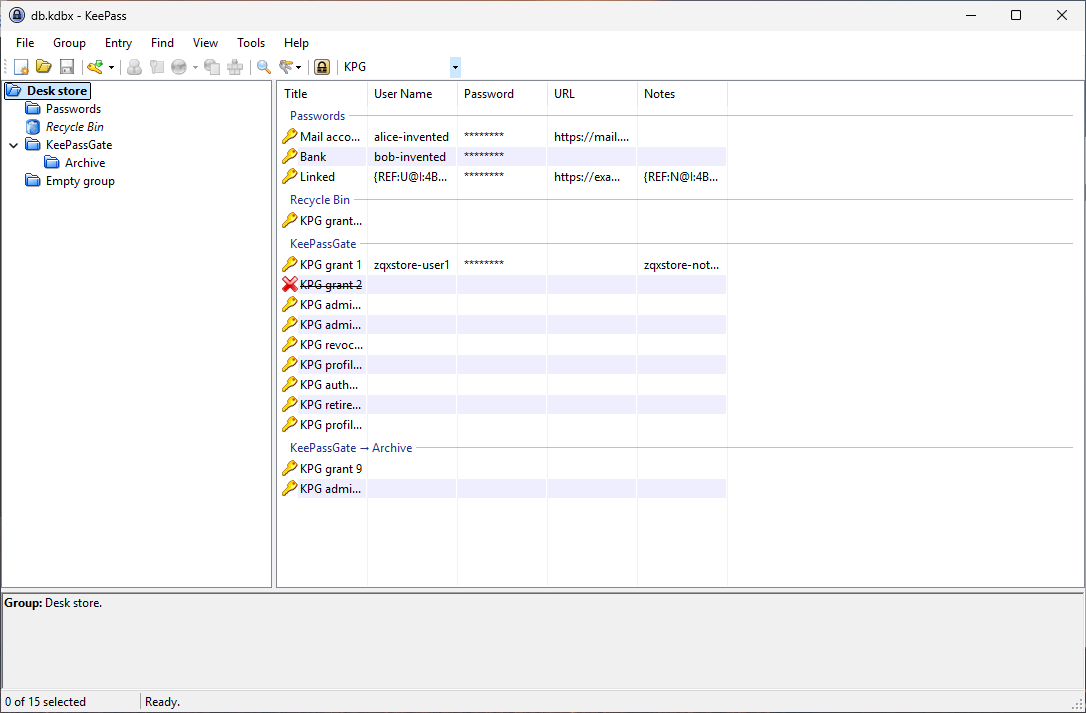 db.kdbx - KeePass
File Group Entry Find View Tools Help
KPG
Desk store
Passwords
Recycle Bin
KeePassGate
Archive
Empty group
Title User Name Password URL Notes
Passwords
Mail acco... alice-invented ******** https://mail....
Bank bob-invented ********
Linked {REF:U@I:4B... ******** https://exa... {REF:N@I:4B...
Recycle Bin
KPG grant...
KeePassGate
KPG grant 1 zqxstore-user1 ******** zqxstore-not...
KPG grant 2
KPG admi...
KPG admi...
KPG revoc...
KPG profil...
KPG auth...
KPG retire...
KPG profil...
KeePassGate → Archive
KPG grant 9
KPG admi...
Group: Desk store.
0 of 15 selected Ready.